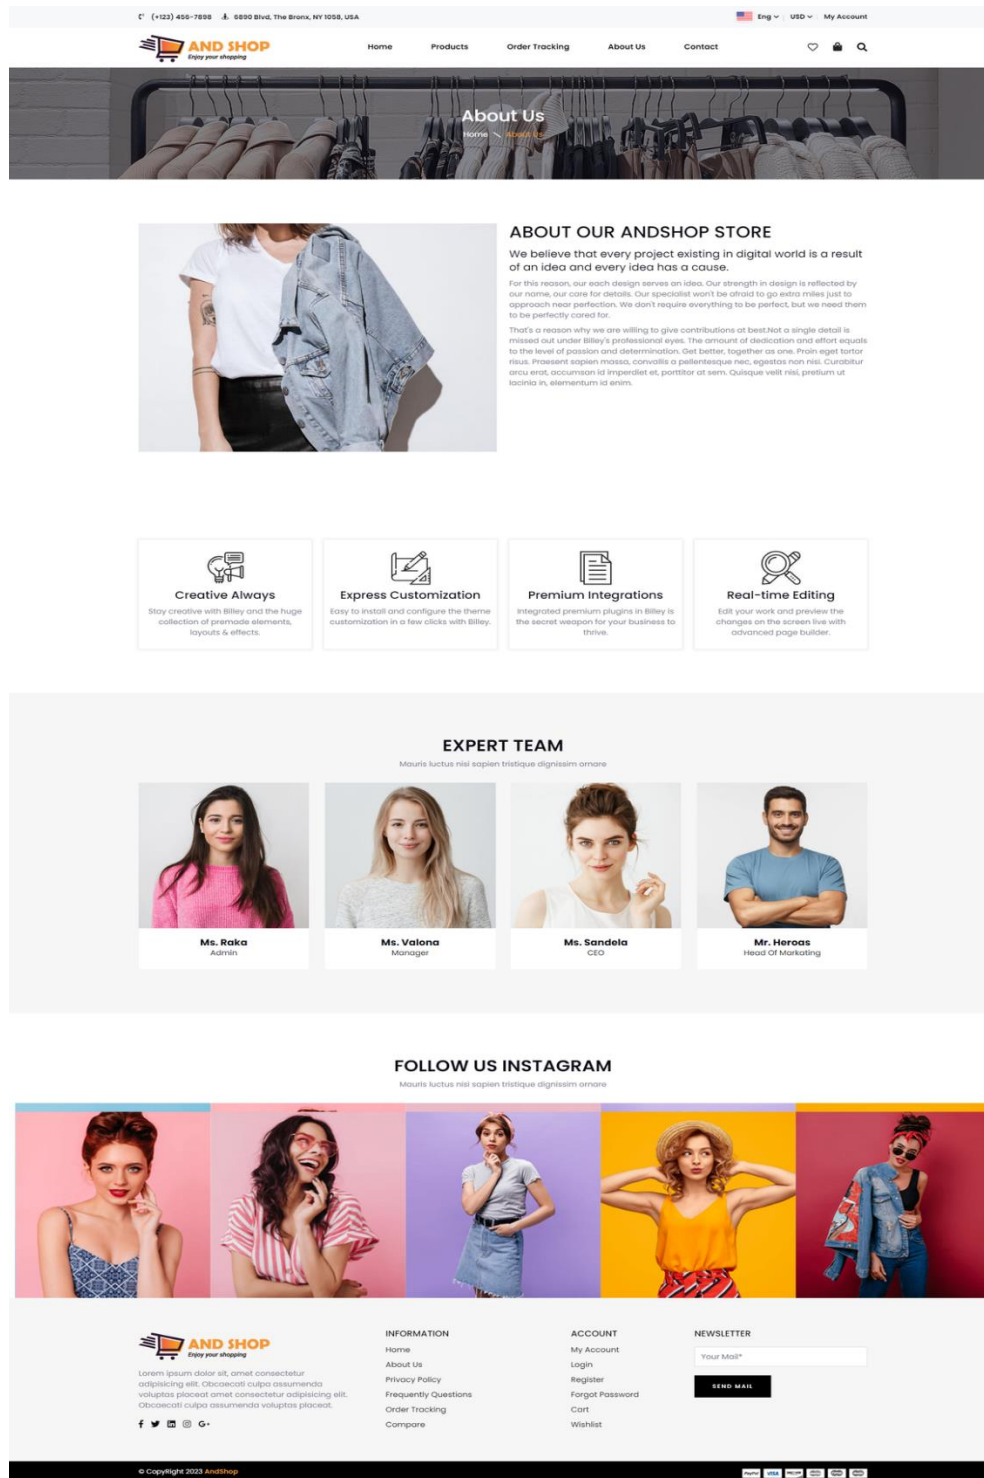 (+123) 456-7898 6890 Blvd, The Bronx, NY 1058, USA Eng USD My Account
AND SHOP
Enjoy your shopping
Home Products Order Tracking About Us Contact
About Us
Home About Us
ABOUT OUR ANDSHOP STORE
We believe that every project existing in digital world is a result
of an idea and every idea has a cause.
For this reason, our each design serves an idea. Our strength in design is reflected by
our name, our care for details. Our specialist won't be afraid to go extra miles just to
approach near perfection. We don't require everything to be perfect, but we need them
to be perfectly cared for.
That's a reason why we are willing to give contributions at best.Not a single detail is
missed out under Billey's professional eyes. The amount of dedication and effort equals
to the level of passion and determination. Get better, together as one. Proin eget tortor
risus. Praesent sapien massa, convallis a pellentesque nec, egestas non nisi. Curabitur
arcu erat, accumsan id imperdiet et, porttitor at sem. Quisque velit nisi, pretium ut
lacinia in, elementum id enim.
Creative Always
Stay creative with Billey and the huge
collection of premade elements,
layouts & effects.
Express Customization
Easy to install and configure the theme
customization in a few clicks with Billey.
Premium Integrations
Integrated premium plugins in Billey is
the secret weapon for your business to
thrive.
Real-time Editing
Edit your work and preview the
changes on the screen live with
advanced page builder.
EXPERT TEAM
Mauris luctus nisi sapien tristique dignissim ornare
Ms. Raka
Admin
Ms. Valona
Manager
Ms. Sandela
CEO
Mr. Heroas
Head Of Markating
FOLLOW US INSTAGRAM
Mauris luctus nisi sapien tristique dignissim ornare
AND SHOP
Enjoy your shopping
Lorem ipsum dolor sit, amet consectetur
adipisicing elit. Obcaecati culpa assumenda
voluptas placeat amet consectetur adipisicing elit.
Obcaecati culpa assumenda voluptas placeat.
INFORMATION
Home
About Us
Privacy Policy
Frequently Questions
Order Tracking
Compare
ACCOUNT
My Account
Login
Register
Forgot Password
Cart
Wishlist
NEWSLETTER
Your Mail*
SEND MAIL
© CopyRight 2023 AndShop
PayPal VISA